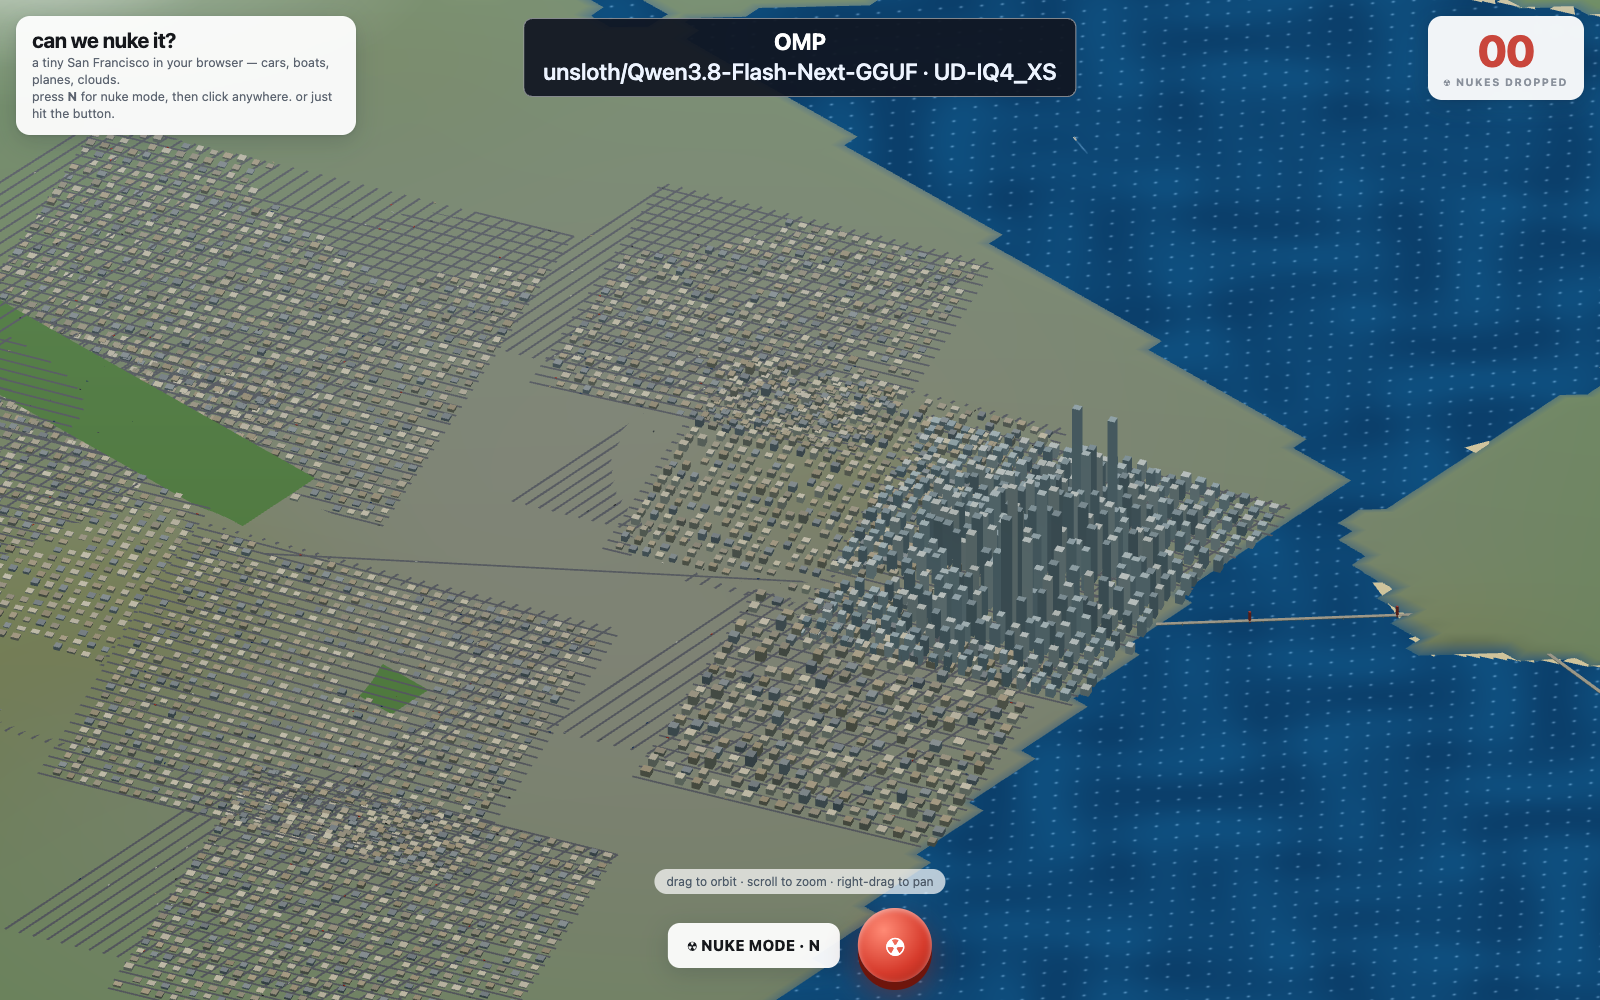 can we nuke it?
a tiny San Francisco in your browser — cars, boats,
planes, clouds.
press N for nuke mode, then click anywhere. or just
hit the button.
OMP
unsloth/Qwen3.8-Flash-Next-GGUF · UD-IQ4_XS
00
☢ NUKES DROPPED
drag to orbit · scroll to zoom · right-drag to pan
☢ NUKE MODE · N
☢